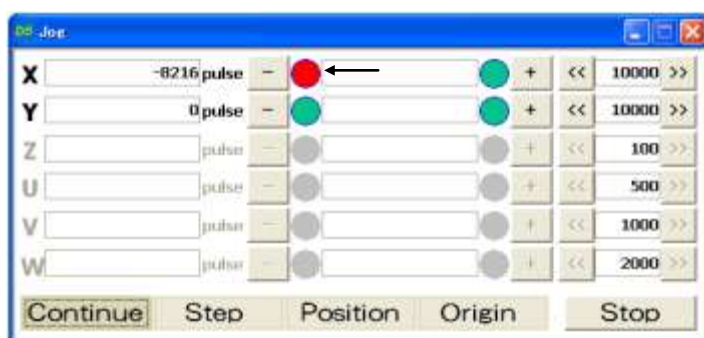 DS Jog
X -8216 pulse - + << 10000 >>
Y 0 pulse - + << 10000 >>
Z pulse - + << 100 >>
U pulse - + << 500 >>
V pulse - + << 1000 >>
W pulse - + << 2000 >>
Continue Step Position Origin Stop